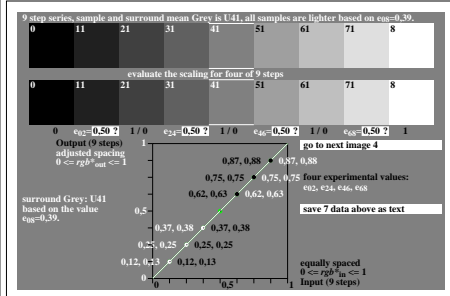 9 step series, sample and surround mean Grey is U41, all samples are lighter based on e08=0,39.
0 11 21 31 41 51 61 71 8
evaluate the scaling for four of 9 steps
0 11 21 31 41 51 61 71 8
0 e02=0,50 ? 1 / 0 e24=0,50 ? 1 / 0 e46=0,50 ? 1 / 0 e68=0,50 ? 1
Output (9 steps)
adjusted spacing
0 <= rgb*out <= 1
1
go to next image 4
0,87, 0,88 0,87, 0,88
0,75, 0,75 0,75, 0,75
four experimental values:
e02, e24, e46, e68
0,62, 0,63 0,62, 0,63
surround Grey: U41
based on the value
e08=0,39.
0,5
save 7 data above as text
0,37, 0,38 0,37, 0,38
0,25, 0,25 0,25, 0,25
0,12, 0,13 0,12, 0,13
equally spaced
0 <= rgb*in <= 1
Input (9 steps)
0
0 0,5 1